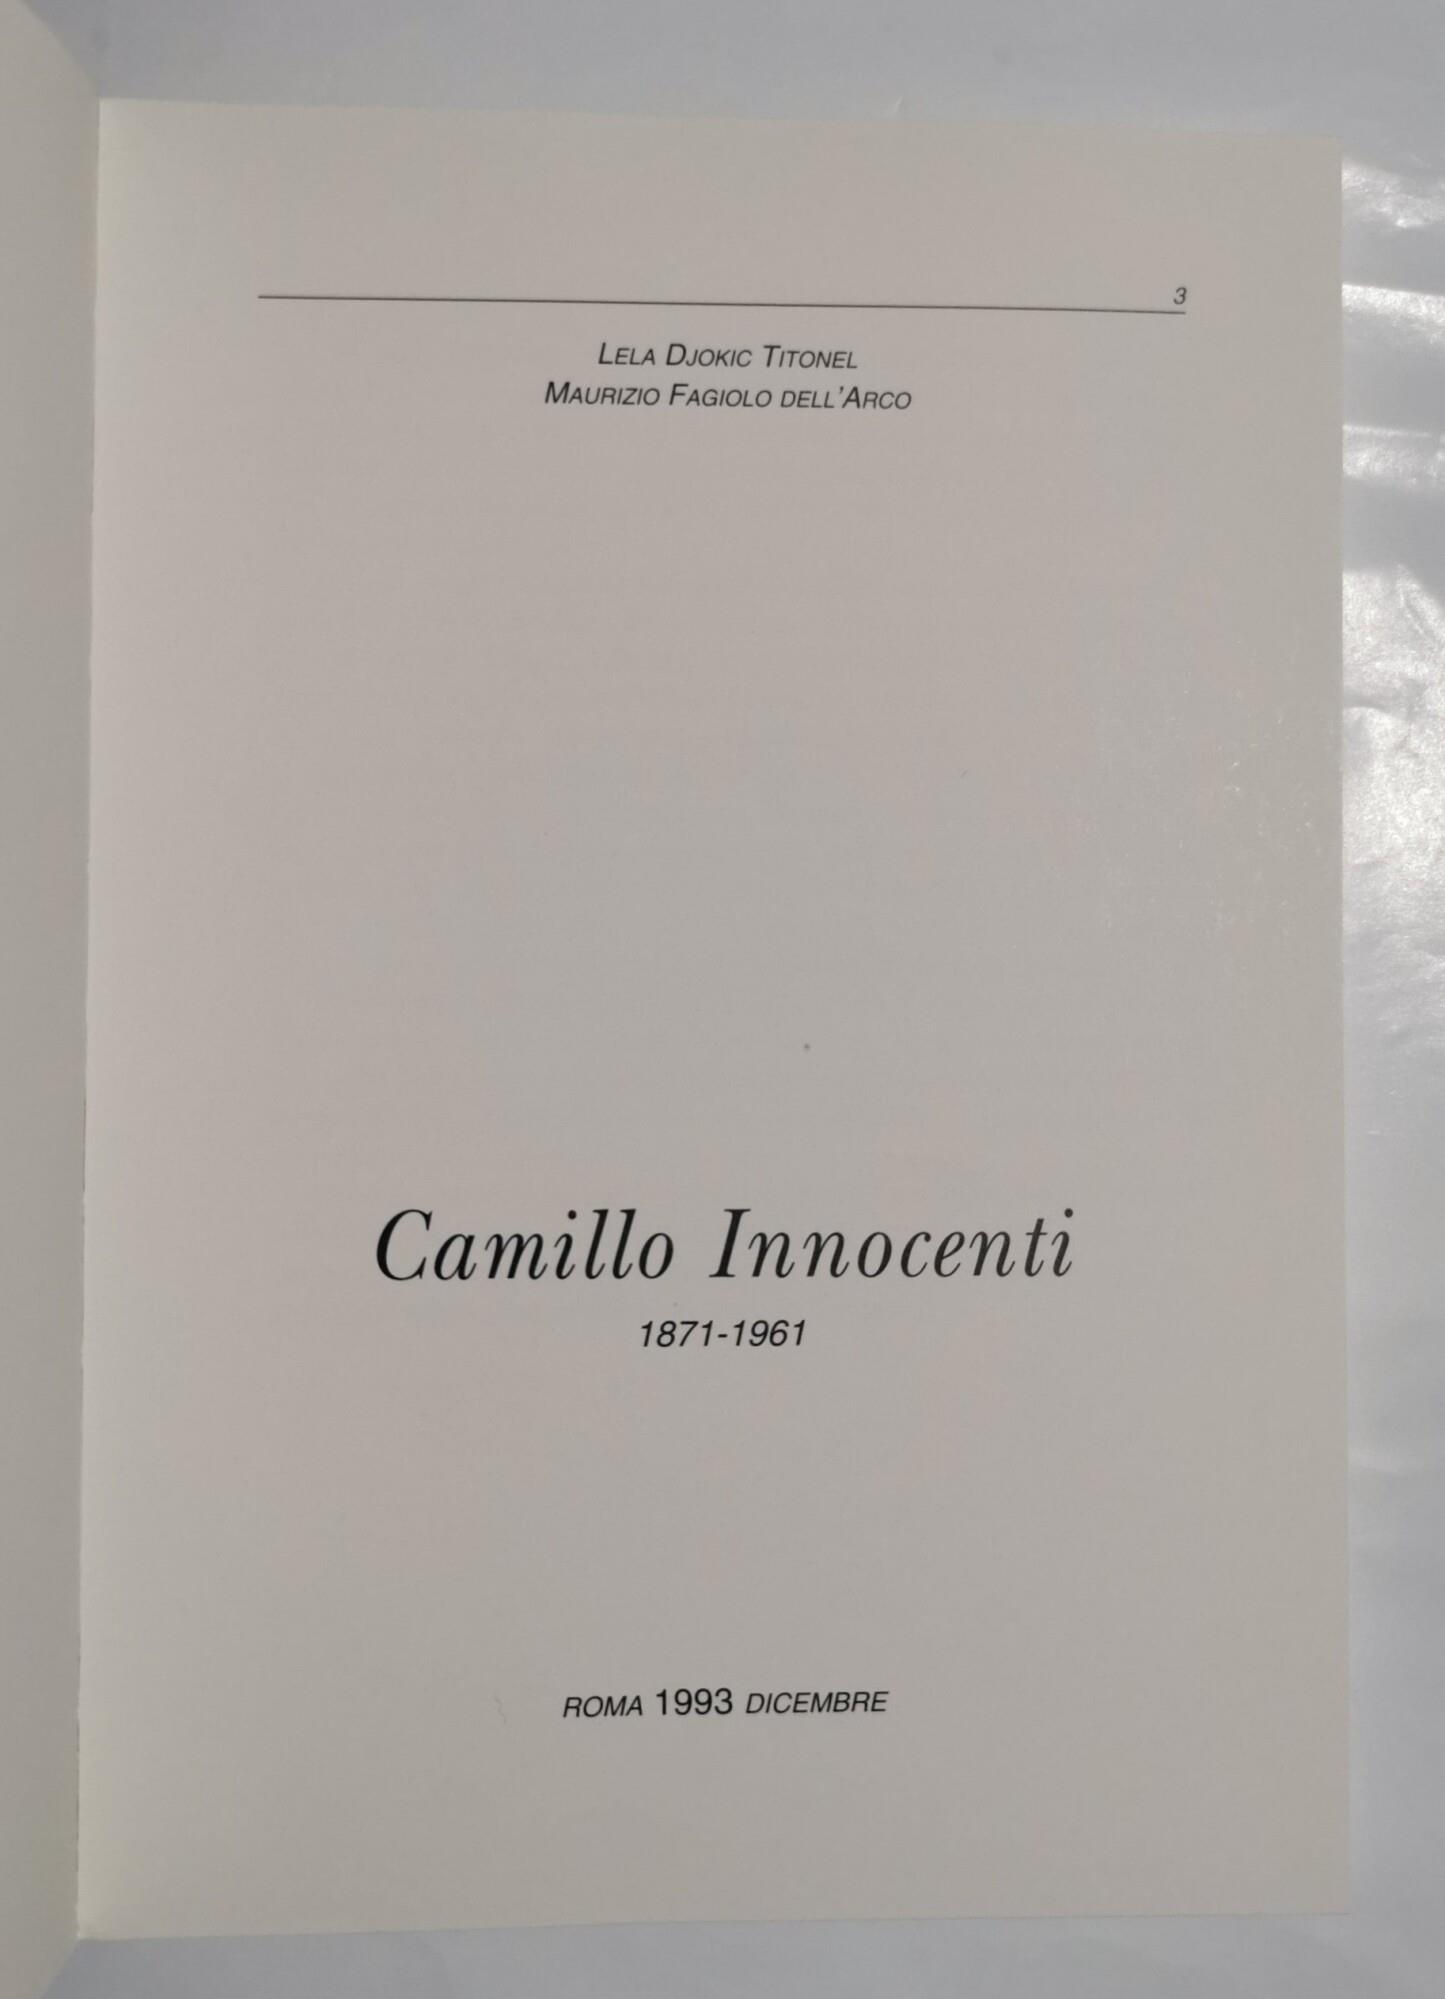 3
LELA DJOKIC TITONEL
MAURIZIO FAGIOLO DELL'ARCO
Camillo Innocenti
1871-1961
ROMA 1993 DICEMBRE